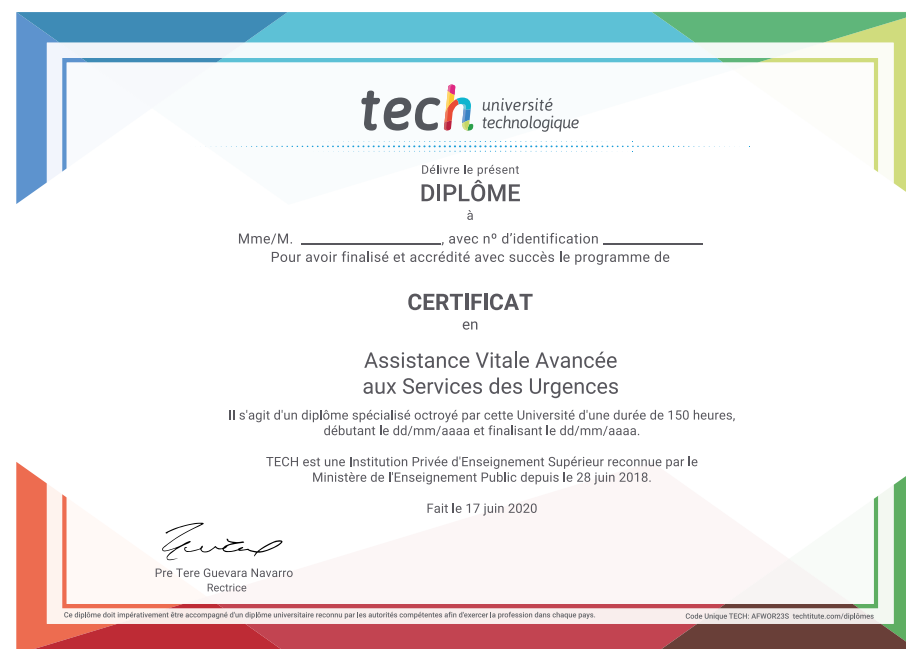 tech université
technologique
Délivre le présent
DIPLÔME
à
Mme/M. ____________________, avec nº d'identification ______________
Pour avoir finalisé et accrédité avec succès le programme de
CERTIFICAT
en
Assistance Vitale Avancée
aux Services des Urgences
Il s'agit d'un diplôme spécialisé octroyé par cette Université d'une durée de 150 heures,
débutant le dd/mm/aaaa et finalisant le dd/mm/aaaa.
TECH est une Institution Privée d'Enseignement Supérieur reconnue par le
Ministère de l'Enseignement Public depuis le 28 juin 2018.
Fait le 17 juin 2020
Pre Tere Guevara Navarro
Rectrice
Ce diplôme doit impérativement être accompagné d'un diplôme universitaire reconnu par les autorités compétentes afin d'exercer la profession dans chaque pays.
Code Unique TECH: AFWOR23S techtitute.com/diplômes